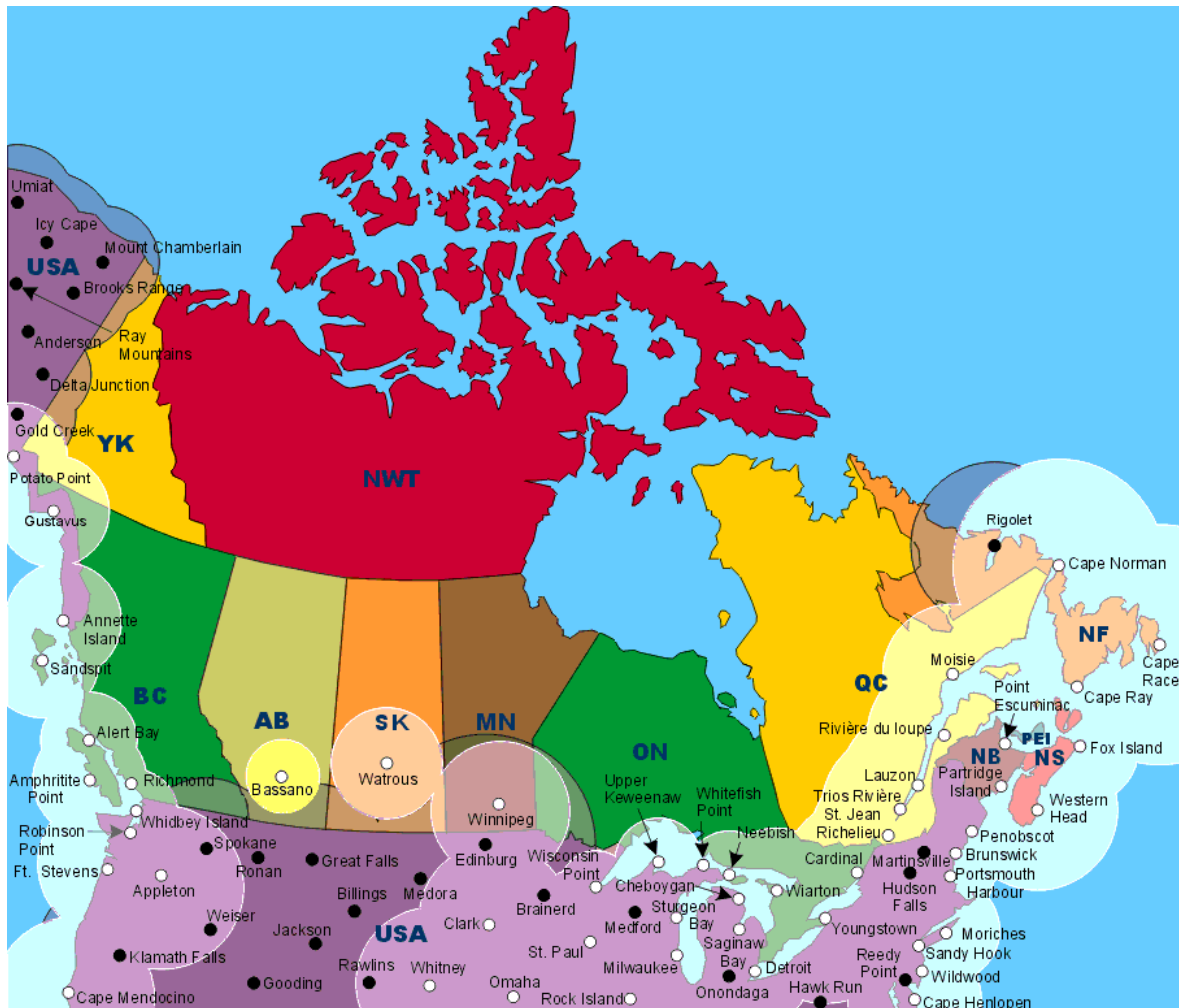 Umiat
Icy Cape
Mount Chamberlain
USA
Brooks Range
Ray
Mountains
Anderson
Delta Junction
Gold Creek
YK
Potato Point
NWT
Gustavus
Rigolet
Cape Norman
Annette
Island
Sandspit
NF
Cape
Race
Moisie
Cape Ray
BC
AB
SK
MN
ON
QC
Point
Escuminac
Rivière du loupe
PEI
Alert Bay
Fox Island
NB
NS
Amphritite
Point
Richmond
Bassano
Watrous
Upper
Keweenaw
Whitefish
Point
Lauzon
Partridge
Island
Trios Rivière
St. Jean
Richelieu
Western
Head
Whidbey Island
Winnipeg
Robinson
Point
Neebish
Penobscot
Spokane
Ronan
Great Falls
Edinburg
Wisconsin
Point
Cardinal
Martinsville
Brunswick
Ft. Stevens
Appleton
Billings
Medora
Cheboygan
Wiarton
Hudson
Falls
Portsmouth
Harbour
Brainerd
Weiser
Clark
Medford
Sturgeon
Bay
Youngstown
Moriches
Jackson
USA
St. Paul
Saginaw
Bay
Sandy Hook
Klamath Falls
Milwaukee
Reedy
Point
Detroit
Wildwood
Gooding
Rawlins
Whitney
Omaha
Onondaga
Hawk Run
Cape Mendocino
Rock Island
Cape Henlopen